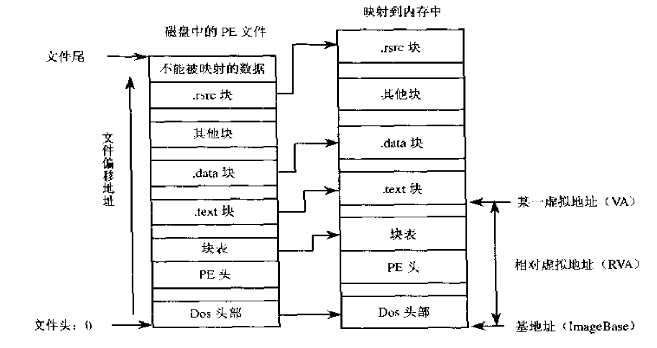 磁盘中的 PE 文件
映射到内存中
文件尾
不能被映射的数据
.rsrc 块
其他块
.data 块
.text 块
块表
PE 头
Dos 头部
文件偏移地址
文件头：0
.rsrc 块
其他块
.data 块
.text 块
块表
PE 头
Dos 头部
某一虚拟地址（VA）
相对虚拟地址（RVA）
基地址（ImageBase）